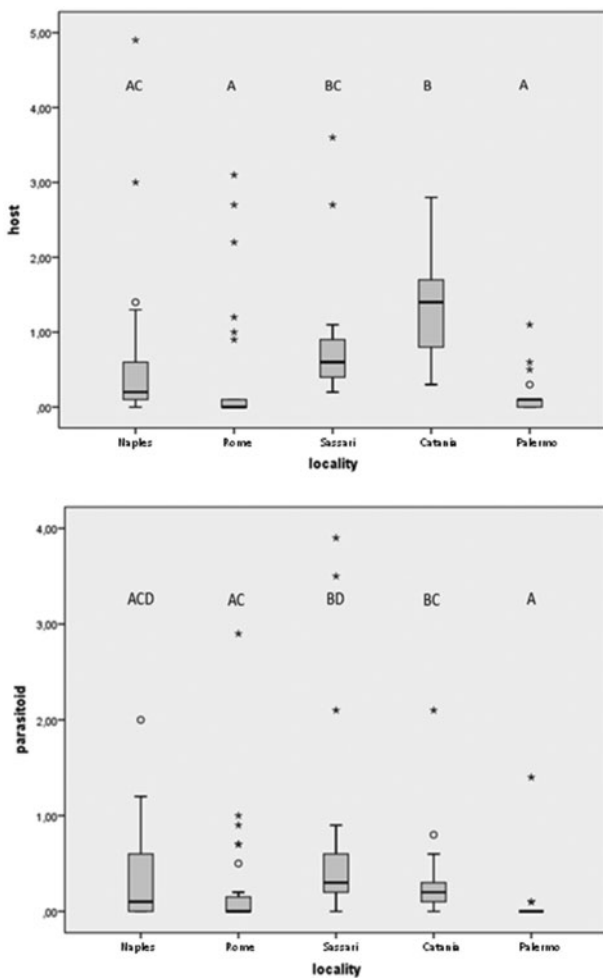 5,00
AC A BC B A
4,00
3,00
host
2,00
1,00
,00
Naples Rome Sassari Catania Palermo
locality
4,00
ACD AC BD BC A
3,00
parasitoid
2,00
1,00
,00
Naples Rome Sassari Catania Palermo
locality